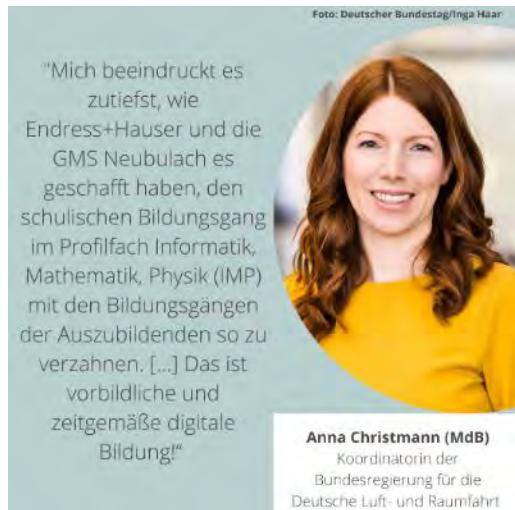 Foto: Deutscher Bundestag/Inga Haar
"Mich beeindruckt es
zutiefst, wie
Endress+Hauser und die
GMS Neubulach es
geschafft haben, den
schulischen Bildungsgang
im Profilfach Informatik,
Mathematik, Physik (IMP)
mit den Bildungsgängen
der Auszubildenden so zu
verzahnen. [...] Das ist
vorbildliche und
zeitgemäße digitale
Bildung!“
Anna Christmann (MdB)
Koordinatorin der
Bundesregierung für die
Deutsche Luft- und Raumfahrt